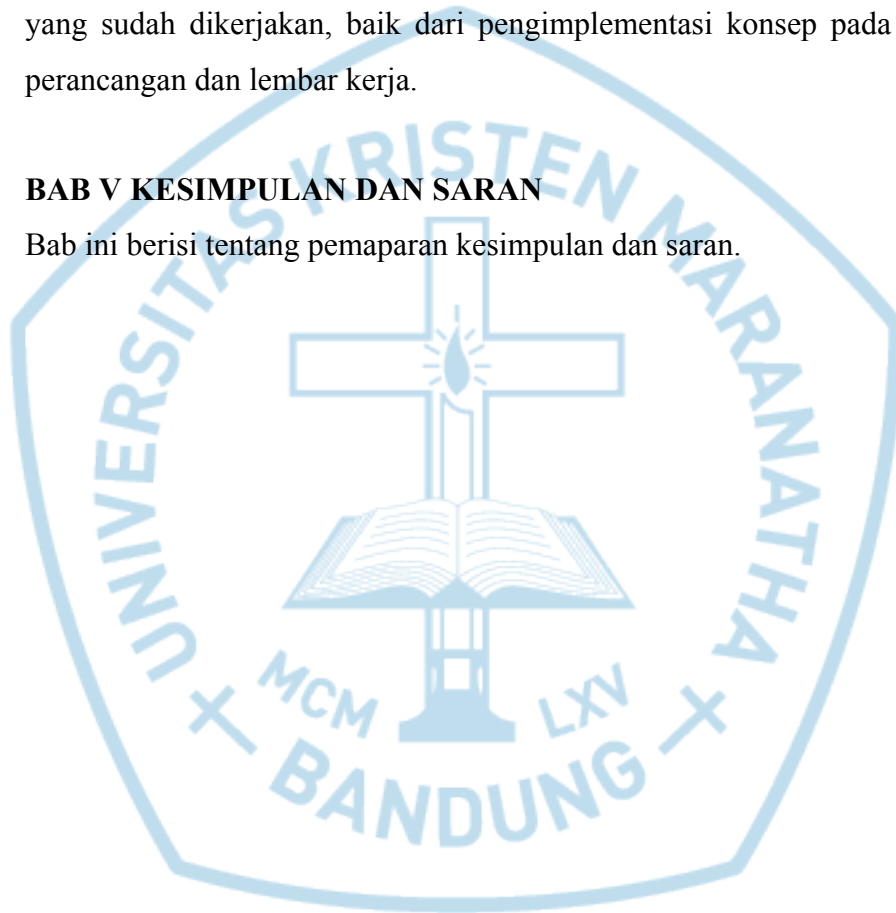 yang sudah dikerjakan, baik dari pengimplementasi konsep pada
perancangan dan lembar kerja.
BAB V KESIMPULAN DAN SARAN
Bab ini berisi tentang pemaparan kesimpulan dan saran.
UNIVERSITAS KRISTEN MARANATHA
MCM LXV
BANDUNG